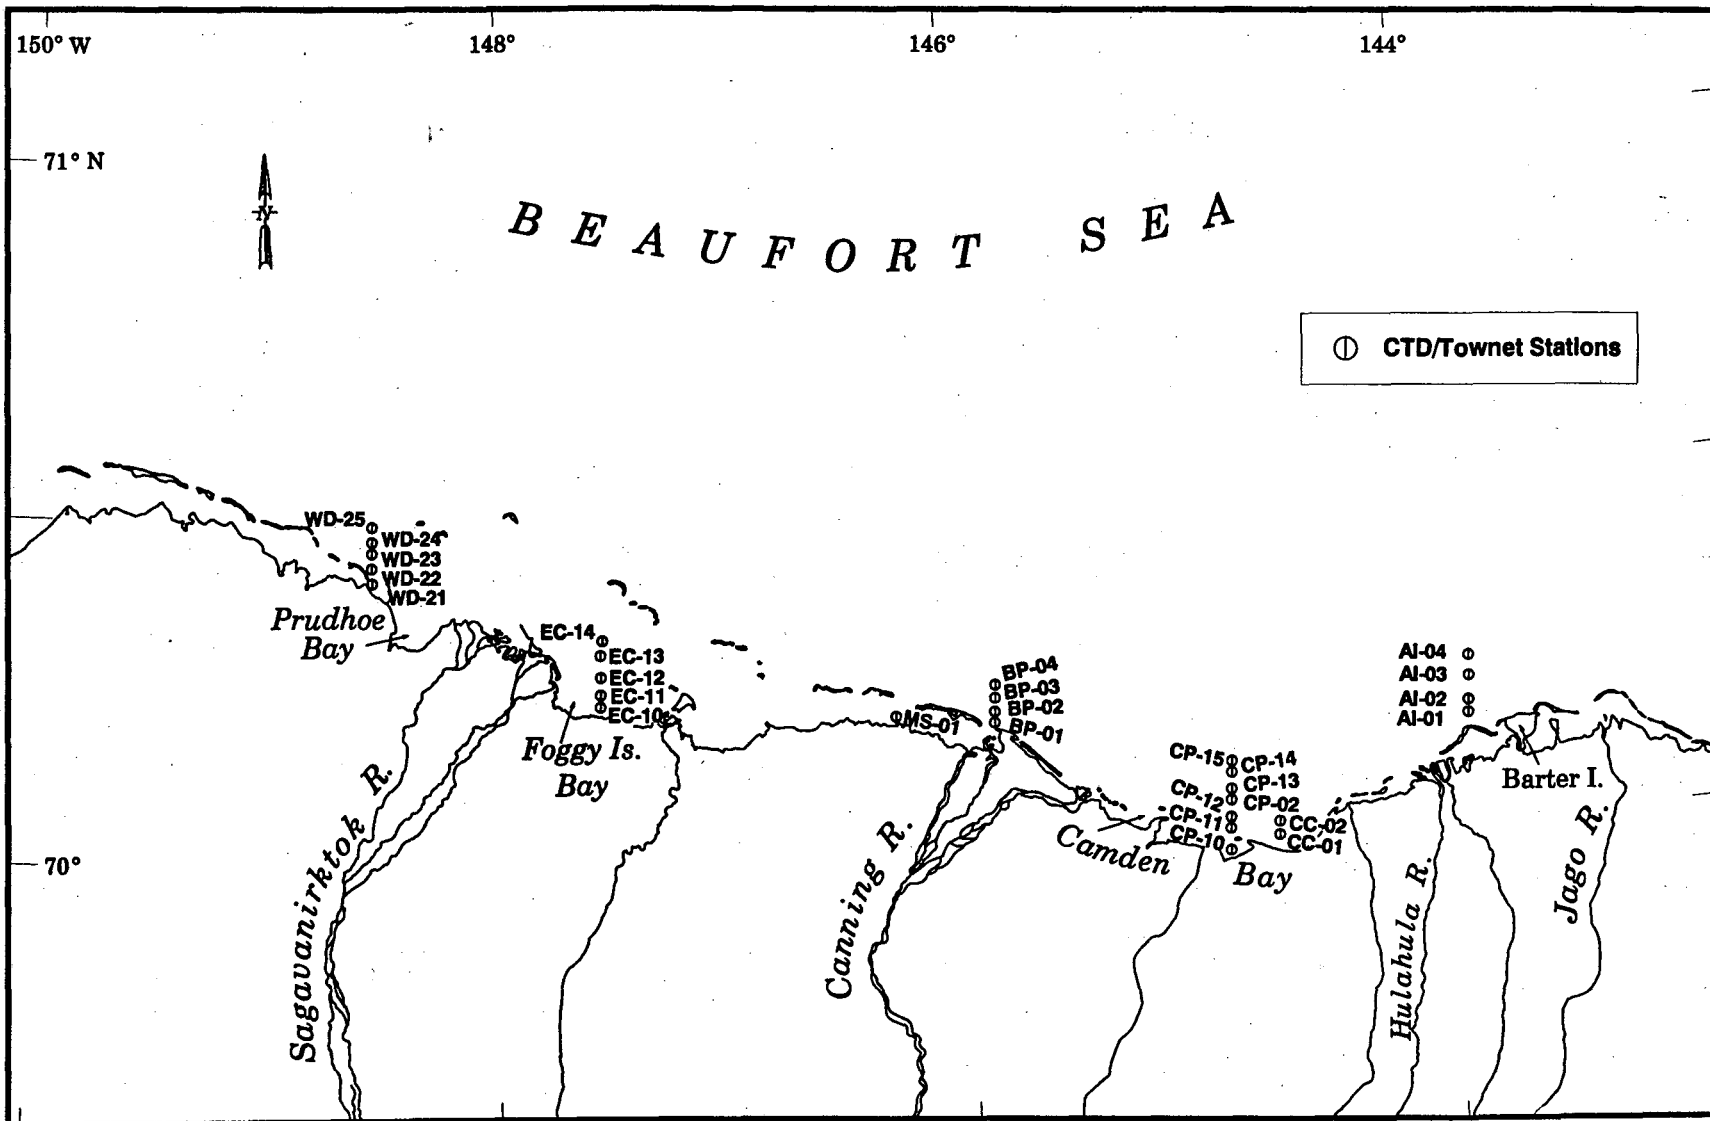 150° W
148°
146°
144°
71° N
N
BEAUFORT SEA
CTD/Townet Stations
WD-25
WD-24
WD-23
WD-22
WD-21
Prudhoe
Bay
EC-14
EC-13
EC-12
EC-11
EC-10
Foggy Is.
Bay
MS-01
BP-04
BP-03
BP-02
BP-01
AI-04
AI-03
AI-02
AI-01
CP-15
CP-14
CP-13
CP-12
CP-02
CP-11
CP-10
CC-02
CC-01
Barter I.
Camden
Bay
70°
Sagavanirktok R.
Canning R.
Hulahula R.
Jago R.